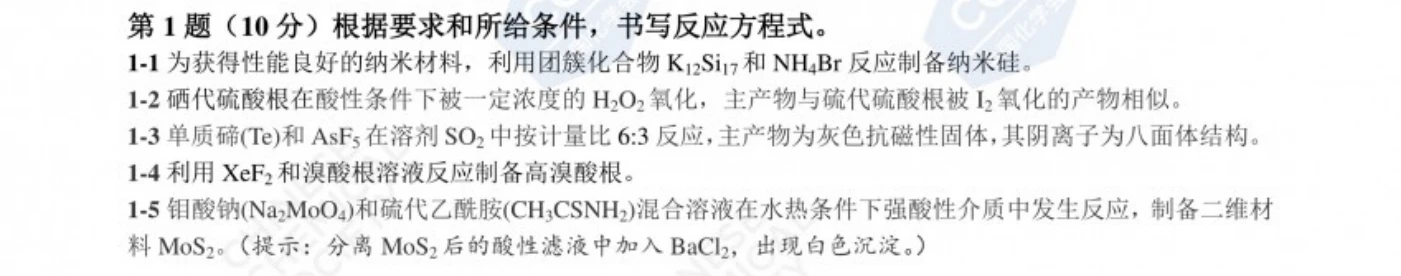 第 1 题（10 分）根据要求和所给条件，书写反应方程式。
1-1 为获得性能良好的纳米材料，利用团簇化合物 K₁₂Si₁₇ 和 NH₄Br 反应制备纳米硅。
1-2 硒代硫酸根在酸性条件下被一定浓度的 H₂O₂ 氧化，主产物与硫代硫酸根被 I₂ 氧化的产物相似。
1-3 单质碲(Te)和 AsF₅ 在溶剂 SO₂ 中按计量比 6:3 反应，主产物为灰色抗磁性固体，其阴离子为八面体结构。
1-4 利用 XeF₂ 和溴酸根溶液反应制备高溴酸根。
1-5 钼酸钠(Na₂MoO₄)和硫代乙酰胺(CH₃CSNH₂)混合溶液在水热条件下强酸性介质中发生反应，制备二维材
料 MoS₂。（提示：分离 MoS₂ 后的酸性滤液中加入 BaCl₂，出现白色沉淀。）